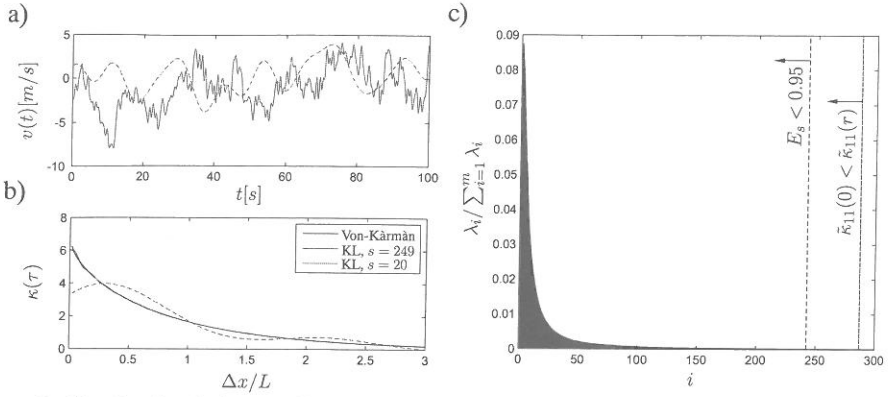 a)
5
0
-5
-10
v(t)[m/s]
0 20 40 60 80 100
t[s]
b)
8
6
4
2
0
κ(τ)
Von-Kàrmàn
KL, s = 249
KL, s = 20
0 0.5 1 1.5 2 2.5 3
Δx/L
c)
0.09
0.08
0.07
0.06
0.05
0.04
0.03
0.02
0.01
0
λ_i/ ∑_{i=1}^{m} λ_i
E_s < 0.95
κ̃_11(0) < κ̃_11(r)
0 50 100 150 200 250 300
i